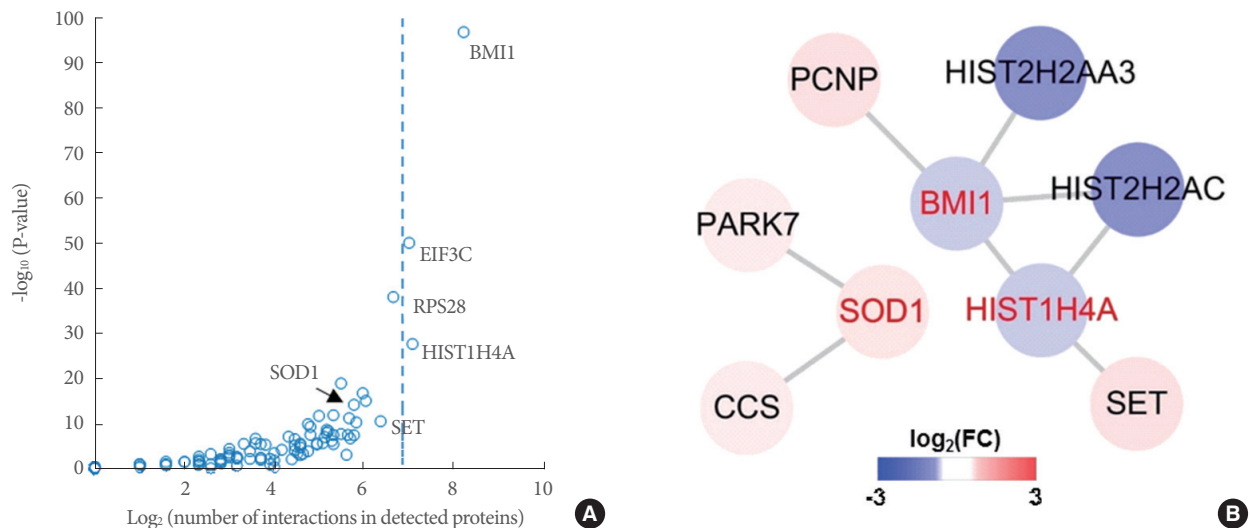 100
90
80
70
60
50
40
30
20
10
0
-log₁₀ (P-value)
BMI1
EIF3C
RPS28
HIST1H4A
SOD1
SET
2
4
6
8
10
Log₂ (number of interactions in detected proteins)
A
PCNP
HIST2H2AA3
BMI1
HIST2H2AC
PARK7
SOD1
HIST1H4A
CCS
SET
log₂(FC)
-3
3
B